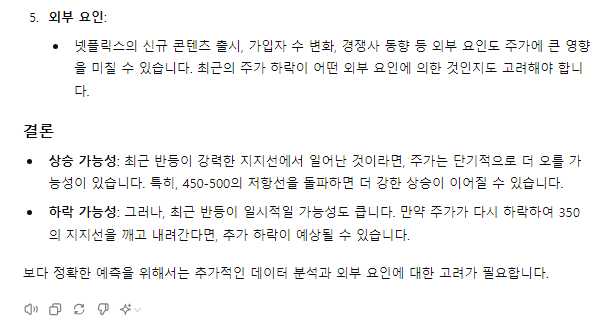 5. 외부 요인:
• 넷플릭스의 신규 콘텐츠 출시, 가입자 수 변화, 경쟁사 동향 등 외부 요인도 주가에 큰 영향
을 미칠 수 있습니다. 최근의 주가 하락이 어떤 외부 요인에 의한 것인지도 고려해야 합니
다.
결론
• 상승 가능성: 최근 반등이 강력한 지지선에서 일어난 것이라면, 주가는 단기적으로 더 오를 가
능성이 있습니다. 특히, 450-500의 저항선을 돌파하면 더 강한 상승이 이어질 수 있습니다.
• 하락 가능성: 그러나, 최근 반등이 일시적일 가능성도 큽니다. 만약 주가가 다시 하락하여 350
의 지지선을 깨고 내려간다면, 추가 하락이 예상될 수 있습니다.
보다 정확한 예측을 위해서는 추가적인 데이터 분석과 외부 요인에 대한 고려가 필요합니다.